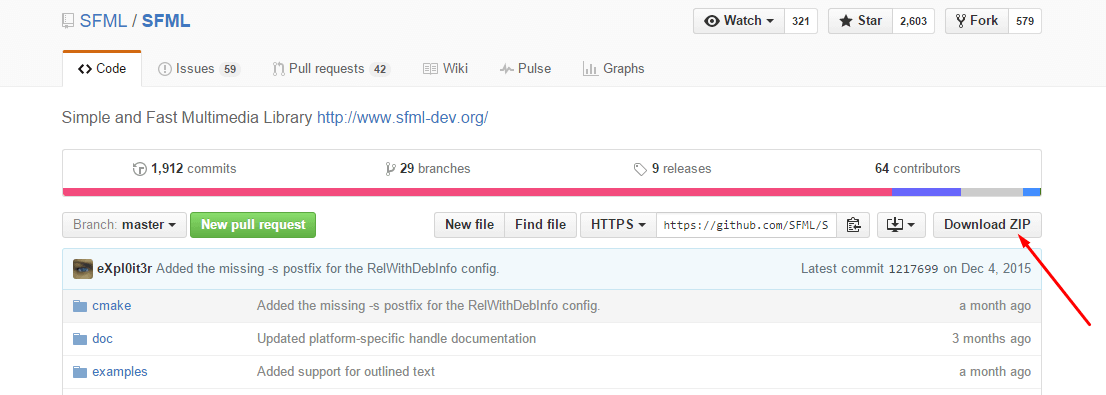 SFML / SFML Watch 321 Star 2,603 Fork 579
Code Issues 59 Pull requests 42 Wiki Pulse Graphs
Simple and Fast Multimedia Library http://www.sfml-dev.org/
1,912 commits 29 branches 9 releases 64 contributors
Branch: master New pull request New file Find file HTTPS https://github.com/SFML/S Download ZIP
eXpl0it3r Added the missing -s postfix for the RelWithDebInfo config. Latest commit 1217699 on Dec 4, 2015
cmake Added the missing -s postfix for the RelWithDebInfo config. a month ago
doc Updated platform-specific handle documentation 3 months ago
examples Added support for outlined text a month ago